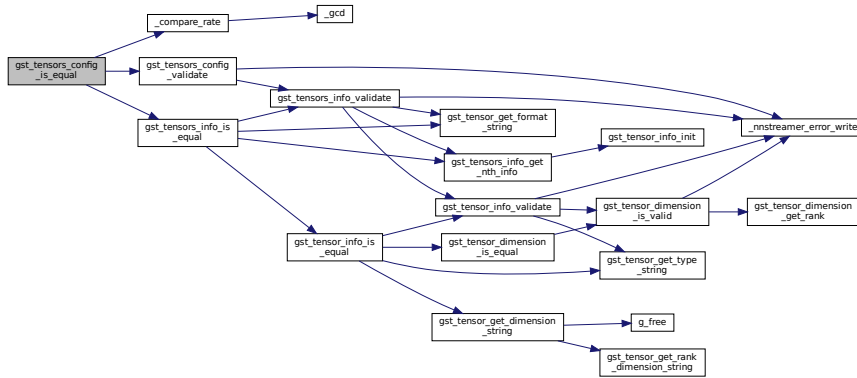 _compare_rate
_gcd
gst_tensors_config
_is_equal
gst_tensors_config
_validate
gst_tensors_info_validate
gst_tensor_get_format
_string
gst_tensors_info_is
_equal
_nnstreamer_error_write
gst_tensor_info_init
gst_tensors_info_get
_nth_info
gst_tensor_info_validate
gst_tensor_dimension
_is_valid
gst_tensor_dimension
_get_rank
gst_tensor_info_is
_equal
gst_tensor_dimension
_is_equal
gst_tensor_get_type
_string
gst_tensor_get_dimension
_string
g_free
gst_tensor_get_rank
_dimension_string